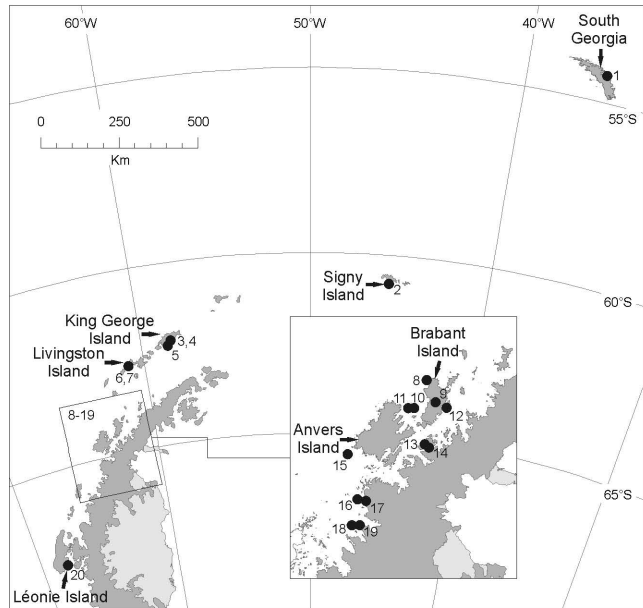 60°W
50°W
40°W
South
Georgia
1
55°S
0 250 500
Km
Signy
Island
2
60°S
King George
Island
3,4
5
Livingston
Island
6,7
8-19
Brabant
Island
8
9
11 10
12
Anvers
Island
13
14
15
16
17
18 19
65°S
20
Léonie Island